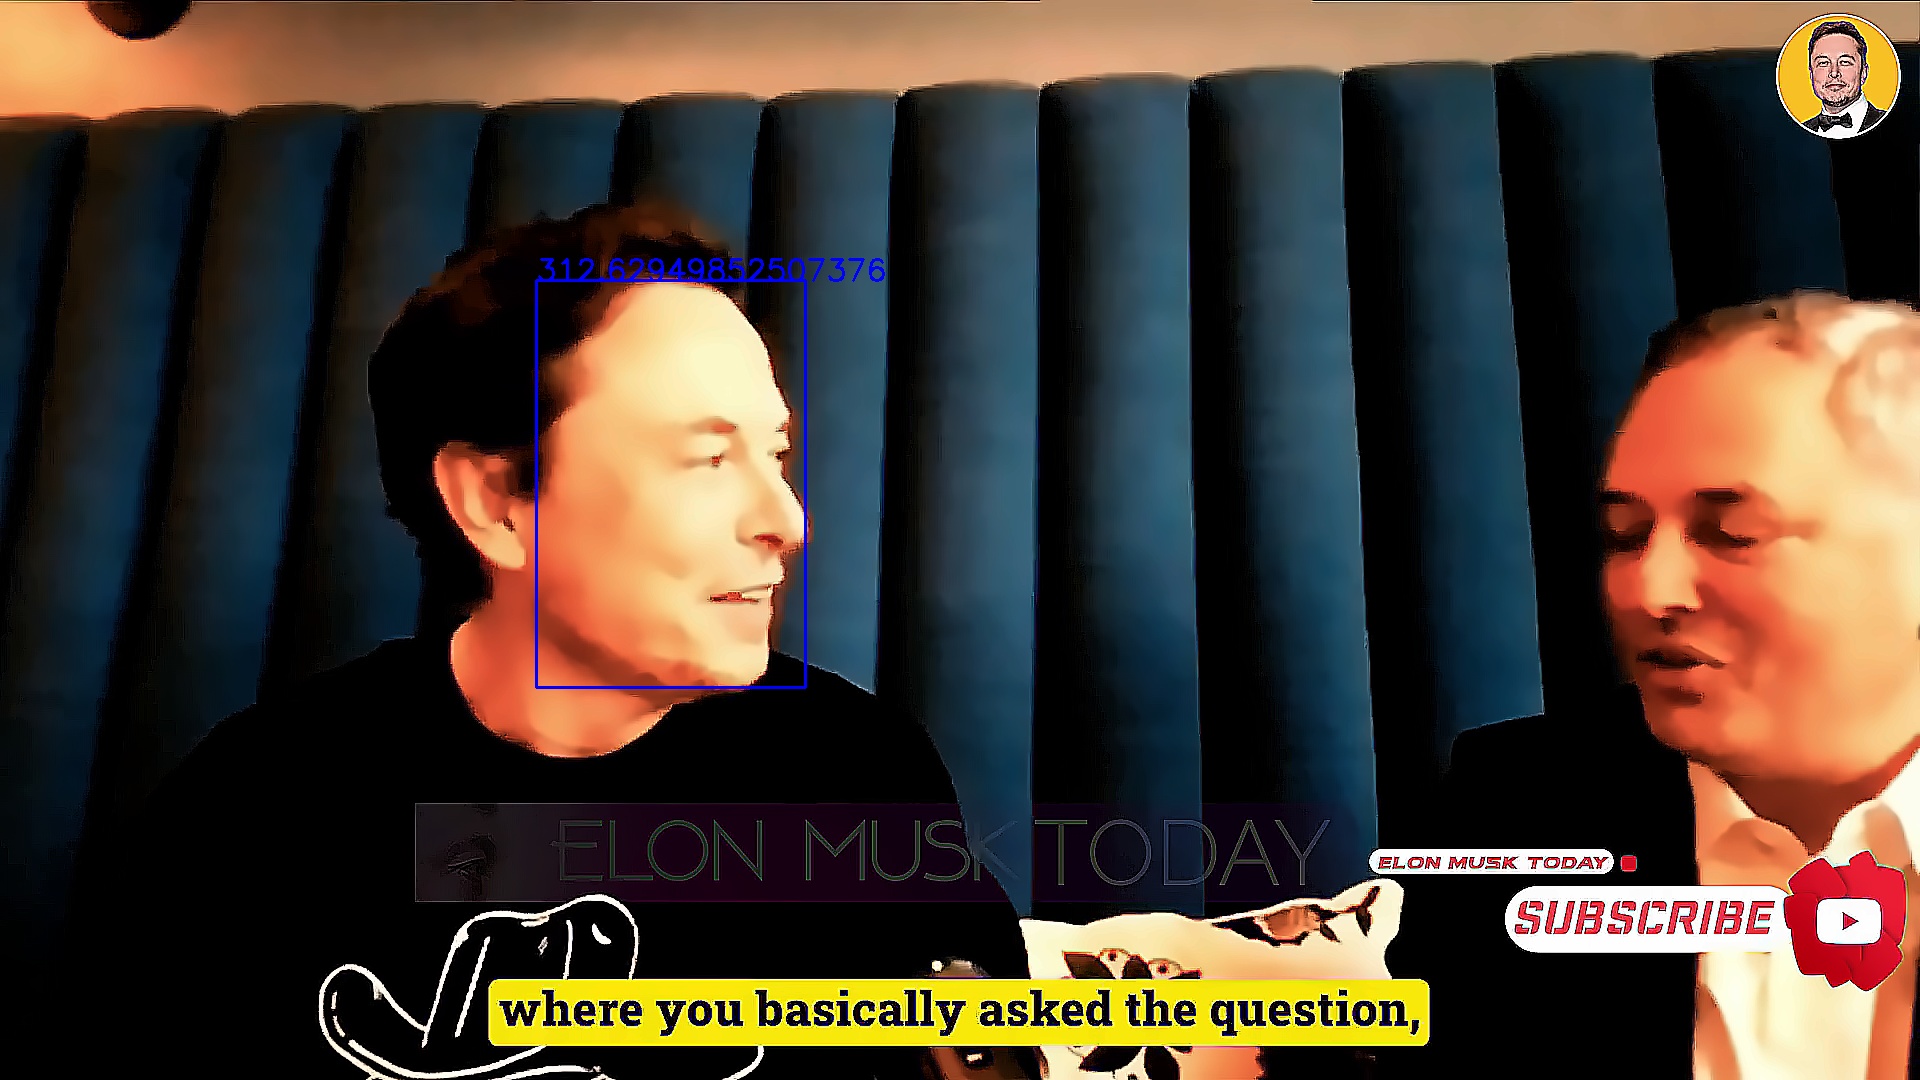 312.62949852507376
ELON MUSK TODAY
ELON MUSK TODAY
SUBSCRIBE
where you basically asked the question,